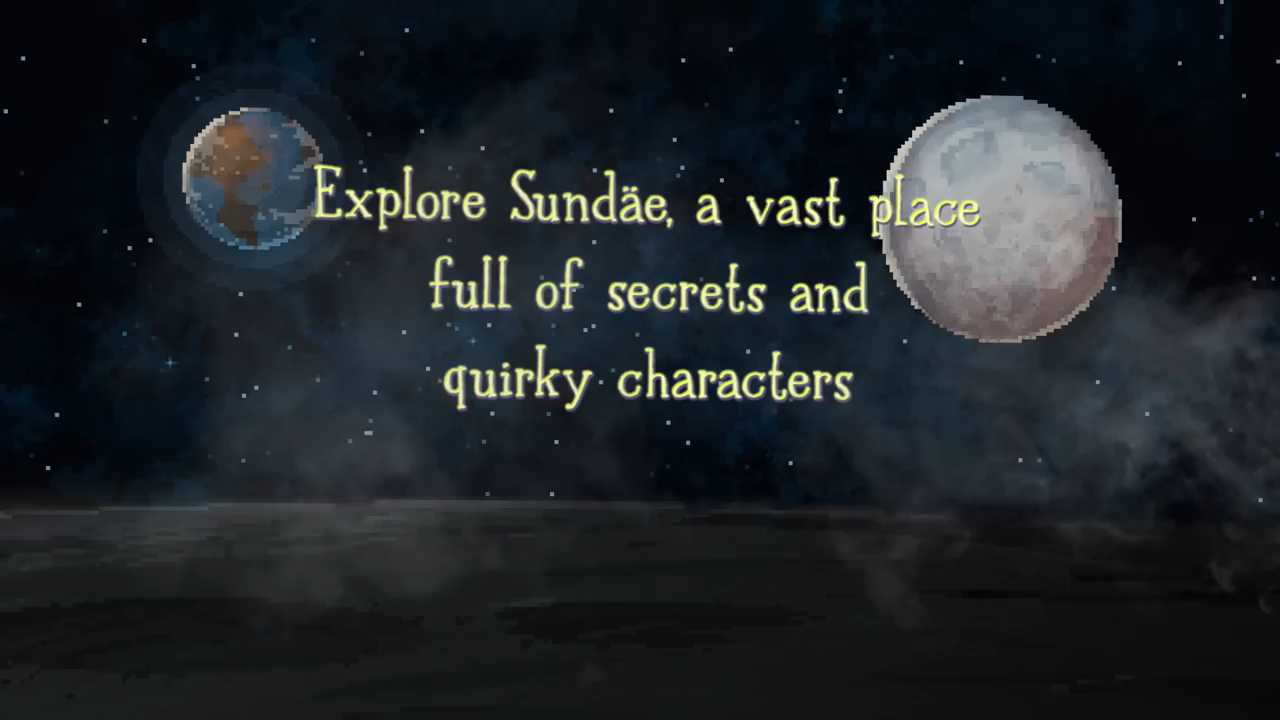 Explore Sundäe, a vast place
full of secrets and
quirky characters